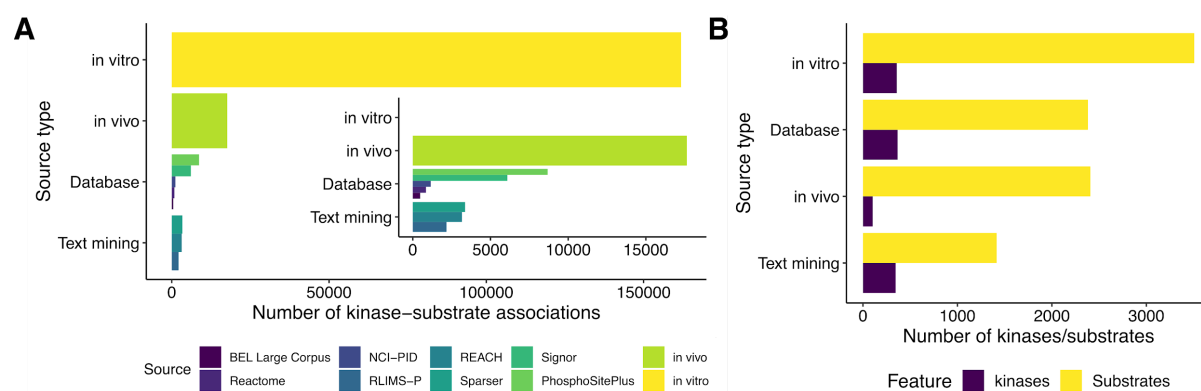 A
in vitro
in vivo
Database
Text mining
Source type
in vitro
in vivo
Database
Text mining
0
5000
10000
15000
0
50000
100000
150000
Number of kinase−substrate associations
Source
BEL Large Corpus
NCI−PID
REACH
Signor
in vivo
Reactome
RLIMS−P
Sparser
PhosphoSitePlus
in vitro
B
in vitro
Database
in vivo
Text mining
Source type
0
1000
2000
3000
Number of kinases/substrates
Feature
kinases
Substrates